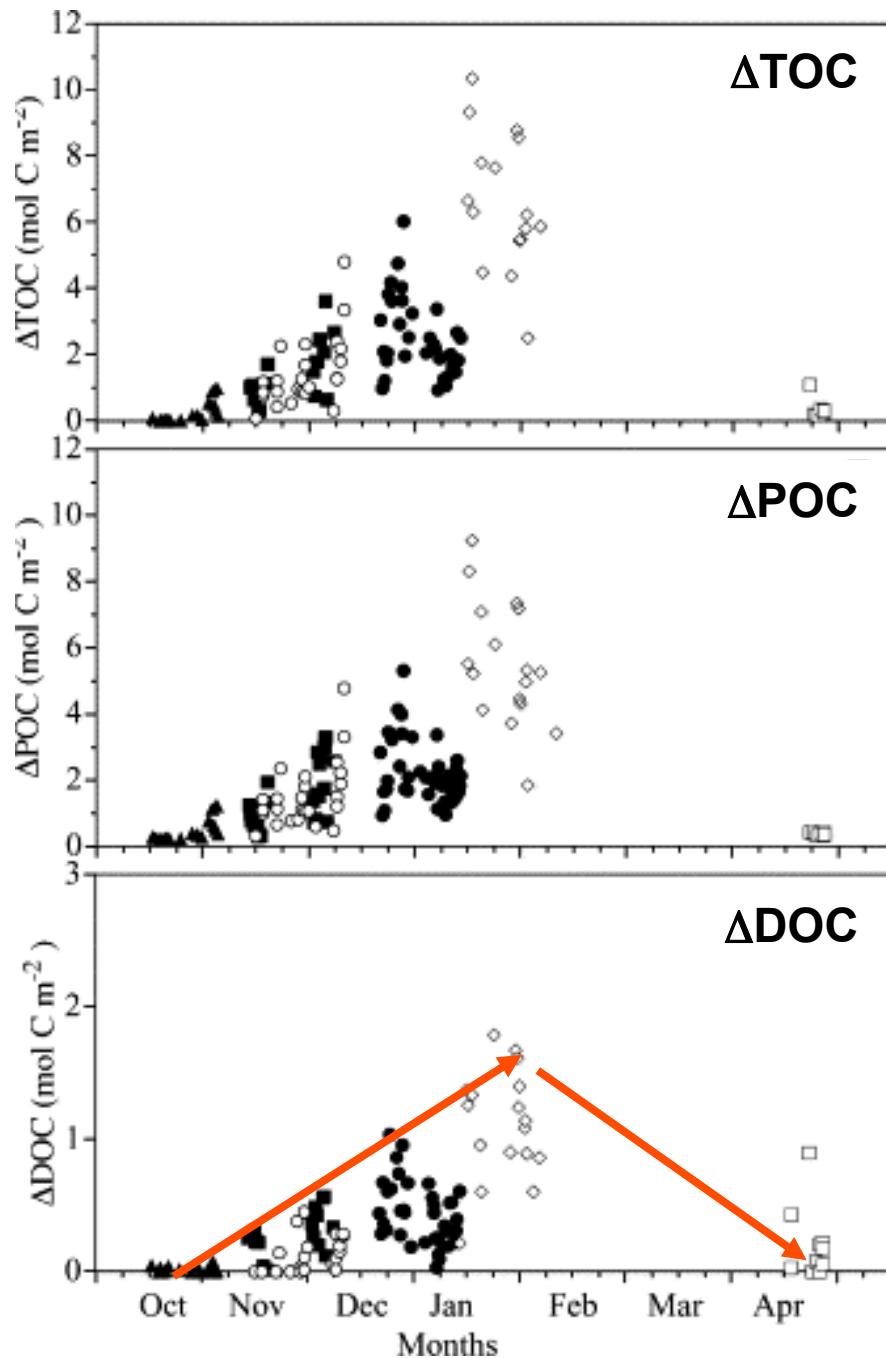 12
10
8
6
4
2
0
ΔTOC (mol C m-2)
ΔTOC
12
10
8
6
4
2
0
ΔPOC (mol C m-2 )
ΔPOC
3
2
1
0
ΔDOC (mol C m-2 )
ΔDOC
Oct Nov Dec Jan Feb Mar Apr
Months